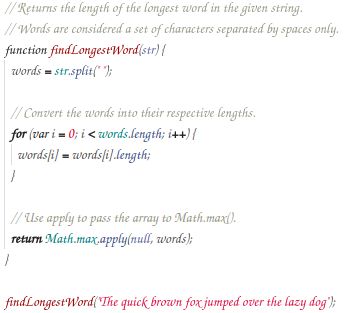 // Returns the length of the longest word in the given string.
// Words are considered a set of characters separated by spaces only.
function findLongestWord(str) {
  words = str.split(" ");

  // Convert the words into their respective lengths.
  for (var i = 0; i < words.length; i++) {
    words[i] = words[i].length;
  }

  // Use apply to pass the array to Math.max().
  return Math.max.apply(null, words);
}

findLongestWord("The quick brown fox jumped over the lazy dog");